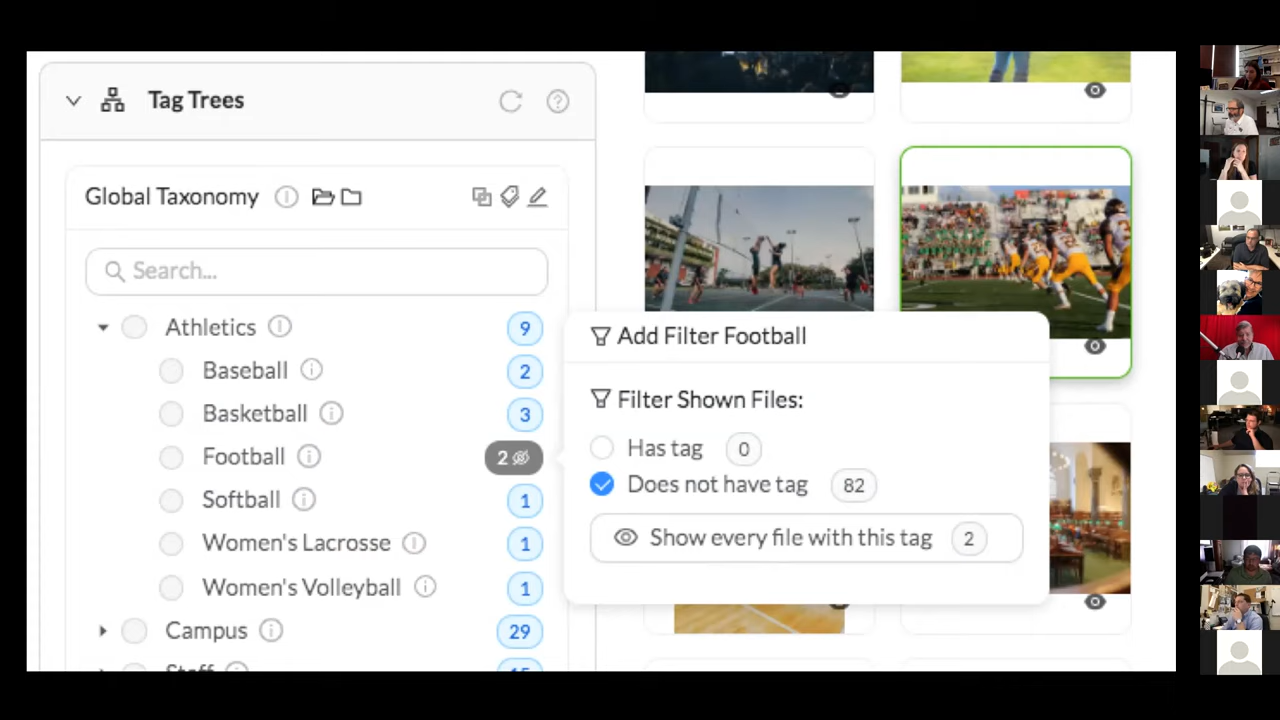 Tag Trees
Global Taxonomy
Search...
Athletics 9
Baseball 2
Basketball 3
Football 2
Softball 1
Women's Lacrosse 1
Women's Volleyball 1
Campus 29
Staff 15
Add Filter Football
Filter Shown Files:
Has tag 0
Does not have tag 82
Show every file with this tag 2